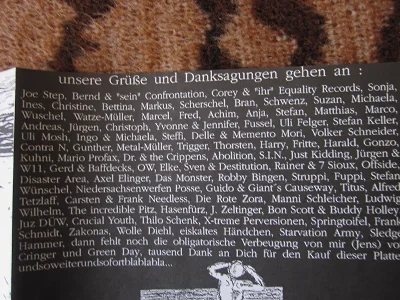 unsere Grüße und Danksagungen gehen an :
Joe Step, Bernd & *sein* Confrontation, Corey & *ihr* Equality Records, Sonja,
Ines, Christine, Bettina, Markus, Scherschel, Bran, Schwenz, Suzan, Michaela,
Wuschel, Watze-Müller, Marcel, Fred, Achim, Anja, Stefan, Matthias, Marco,
Andreas, Jürgen, Christoph, Yvonne & Jennifer, Fussel, Uli Felger, Stefan Keller,
Uli Mosh, Ingo & Michaela, Steffi, Delle & Memento Mori, Volker Schneider,
Contra N, Gunther, Metal-Müller, Trigger, Thorsten, Harry, Fritte, Harald, Gonzo,
Kuhni, Mario Profax, Dr. & the Crippens, Abolition, S.I.N., Just Kidding, Jürgen &
W11, Gerd & Baffdecks, OW, Elke, Sven & Destitution, Rainer & 7 Sioux, Offside,
Disaster Area, Axel Elinger, Das Monster, Robby Bingen, Struppi, Fuppi, Stefan
Wünschel, Niedersachsenwerfen Posse, Guido & Giant´s Causeway, Titus, Alfred
Tetzlaff, Carsten & Frank Needless, Die Rote Zora, Manni Schleicher, Ludwig
Wilhelm, The Incredible Pitz, Hasenfürz, J. Zeltinger, Bon Scott & Buddy Holley,
Juz DÜW, Crucial Youth, Thilo Schenk, X-treme Perversionen, Springtoifel, Frank
Schmidt, Zakonas, Wolle Diehl, eiskaltes Händchen, Starvation Army, Sledge
Hammer, dann fehlt noch die obligatorische Verbeugung von mir (Jens) vor
Cringer und Green Day, tausend Dank an Dich für den Kauf dieser Platte
undsoweiterundsofortblablabla...